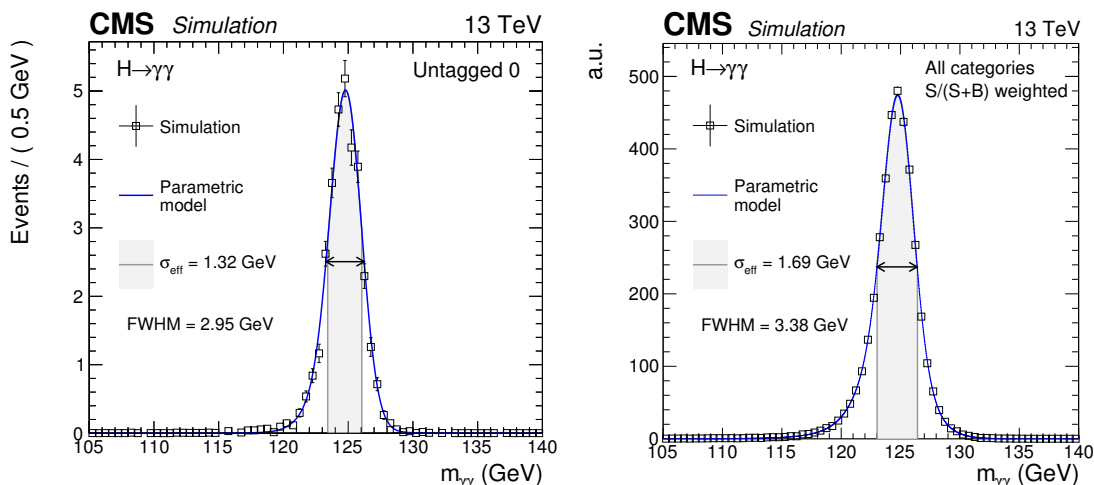 CMS Simulation 13 TeV
Events / ( 0.5 GeV )
H→γγ
Untagged 0
Simulation
Parametric
model
σeff = 1.32 GeV
FWHM = 2.95 GeV
5
4
3
2
1
0
105 110 115 120 125 130 135 140
mγγ (GeV)
CMS Simulation 13 TeV
a.u.
H→γγ
All categories
S/(S+B) weighted
Simulation
Parametric
model
σeff = 1.69 GeV
FWHM = 3.38 GeV
500
400
300
200
100
0
105 110 115 120 125 130 135 140
mγγ (GeV)